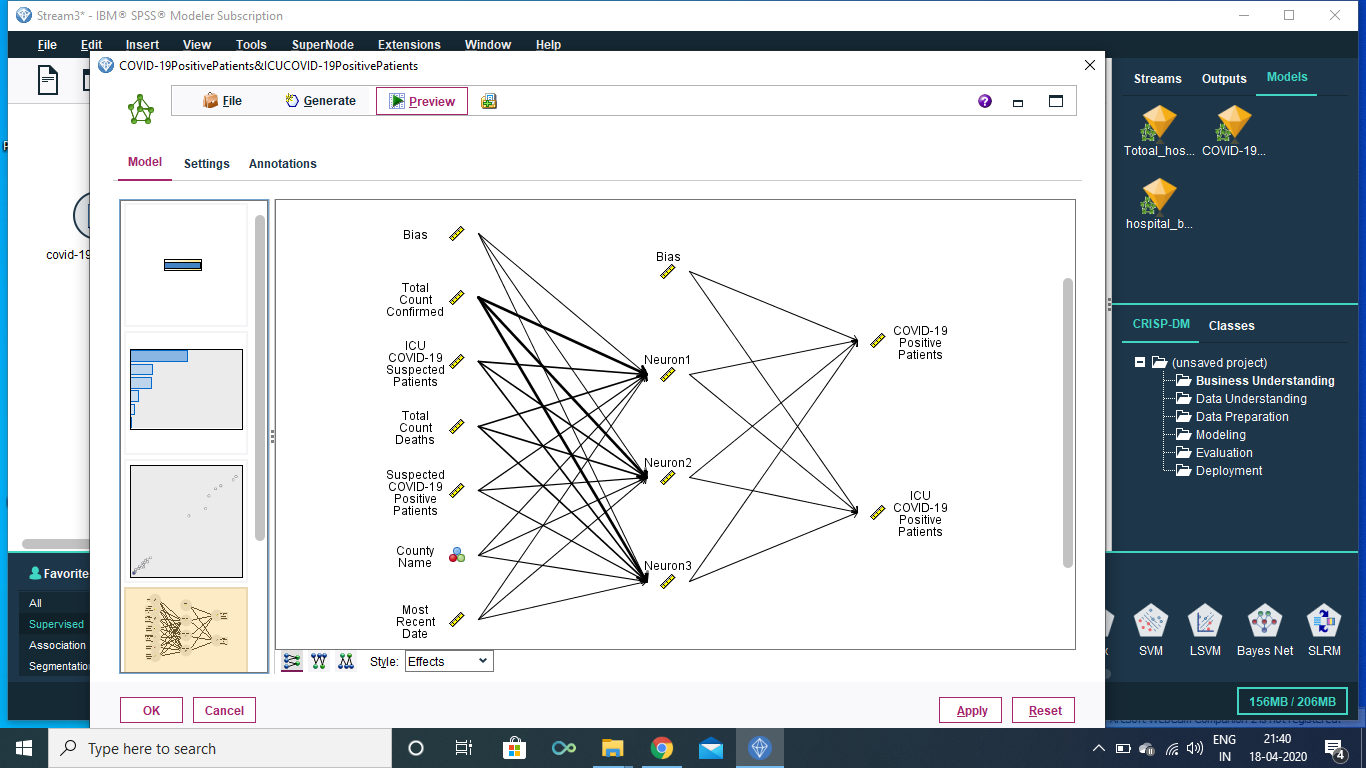 Stream3* - IBM® SPSS® Modeler Subscription
File Edit Insert View Tools SuperNode Extensions Window Help
COVID-19PositivePatients&ICUCOVID-19PositivePatients
File Generate Preview
Model Settings Annotations
covid-19
Bias
Total
Count
Confirmed
ICU
COVID-19
Suspected
Patients
Total
Count
Deaths
Suspected
COVID-19
Positive
Patients
County
Name
Most
Recent
Date
Bias
Neuron1
Neuron2
Neuron3
COVID-19
Positive
Patients
ICU
COVID-19
Positive
Patients
Style: Effects
OK Cancel Apply Reset
Streams Outputs Models
Totoal_hos... COVID-19...
hospital_b...
CRISP-DM Classes
(unsaved project)
Business Understanding
Data Understanding
Data Preparation
Modeling
Evaluation
Deployment
Favorite
All
Supervised
Association
Segmentation
SVM LSVM Bayes Net SLRM
156MB / 206MB
Type here to search
ENG
IN
21:40
18-04-2020
4